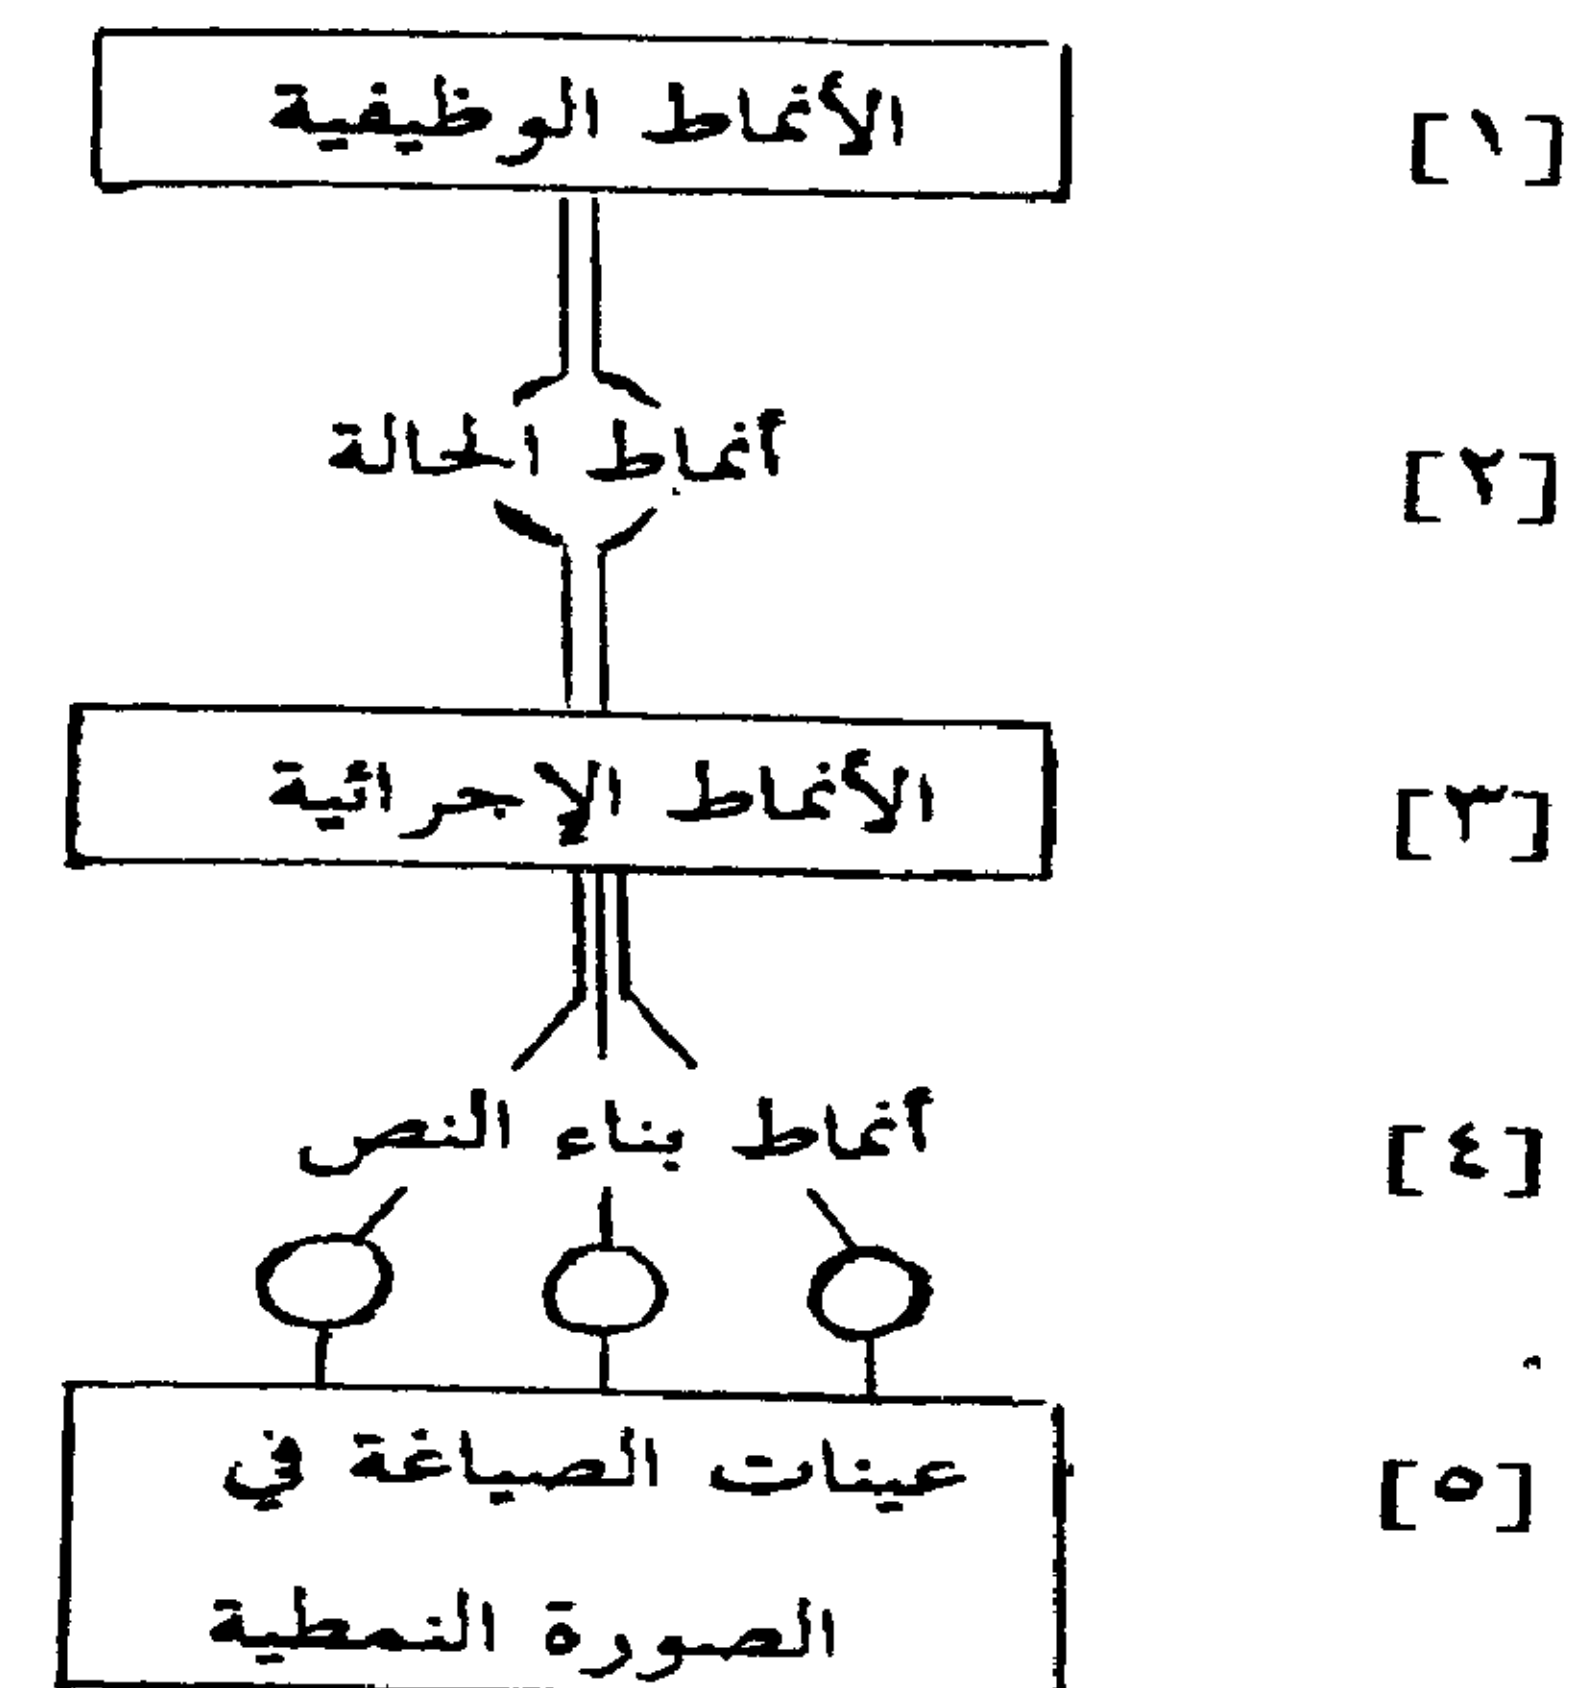 [١] الأنماط الوظيفية
[٢] أنماط الحالة
[٣] الأنماط الإجرائية
[٤] أنماط بناء النص
[٥] عينات الصياغة في
الصورة النمطية